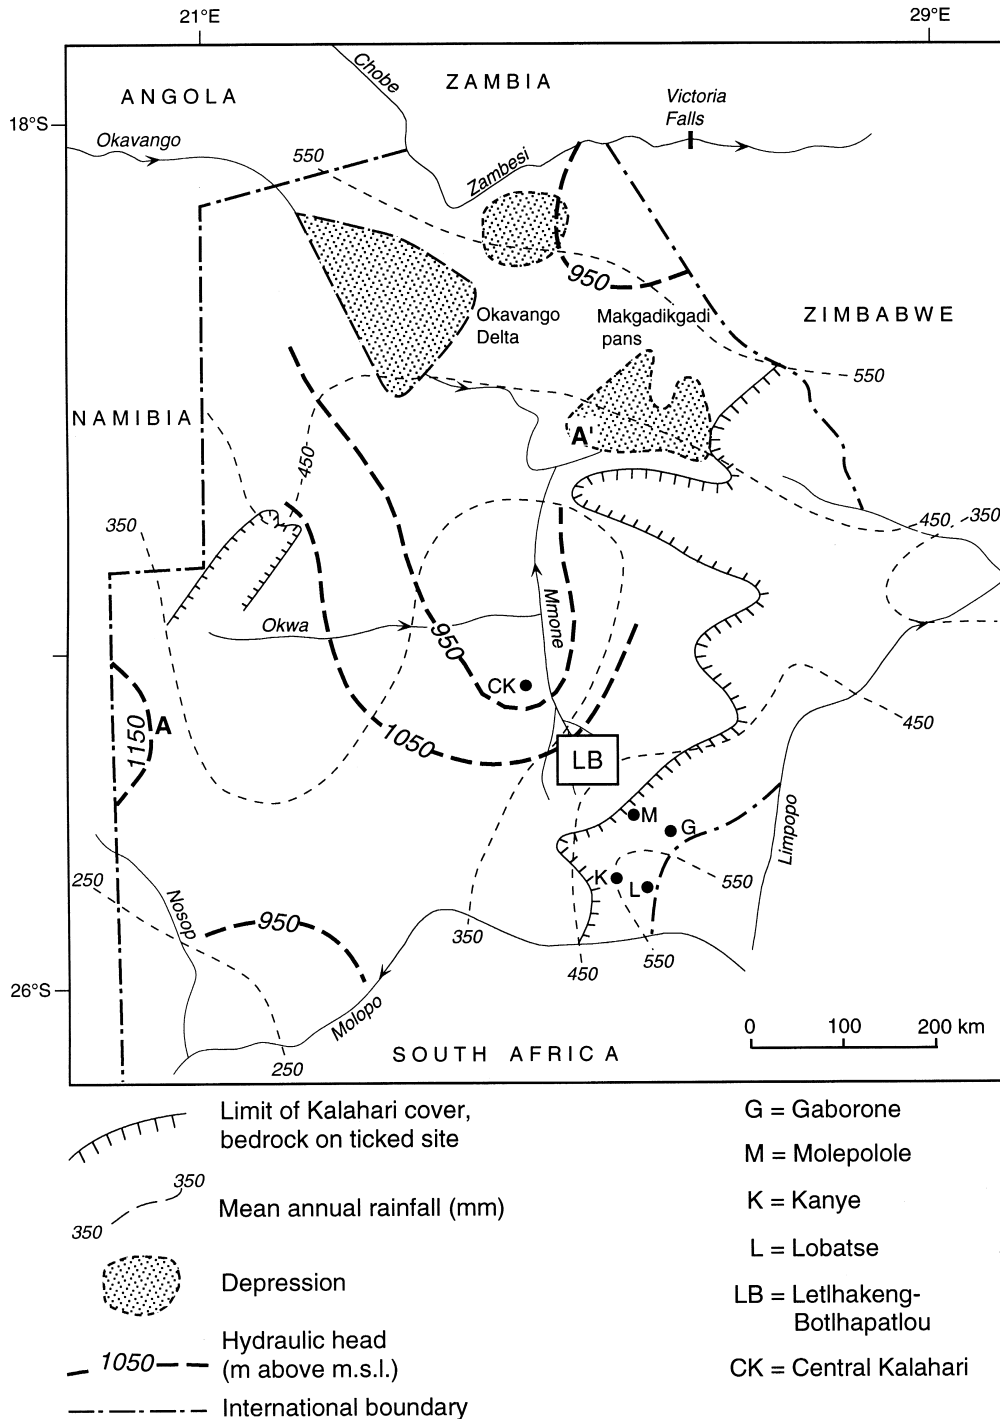 21°E
29°E
Chobe
ZAMBIA
ANGOLA
Victoria
Falls
18°S
Okavango
550
Zambesi
950
ZIMBABWE
Okavango
Delta
Makgadikgadi
pans
550
NAMIBIA
A'
450
350
450
350
Mmone
Okwa
950
CK
A
1150
1050
450
LB
M
G
Limpopo
K
L
550
250
Nosop
950
350
450
550
26°S
Molopo
0 100 200 km
SOUTH AFRICA
250
Limit of Kalahari cover,
bedrock on ticked site
350
350
Mean annual rainfall (mm)
Depression
Hydraulic head
(m above m.s.l.)
1050
International boundary
G = Gaborone
M = Molepolole
K = Kanye
L = Lobatse
LB = Letlhakeng-
Botlhapatlou
CK = Central Kalahari